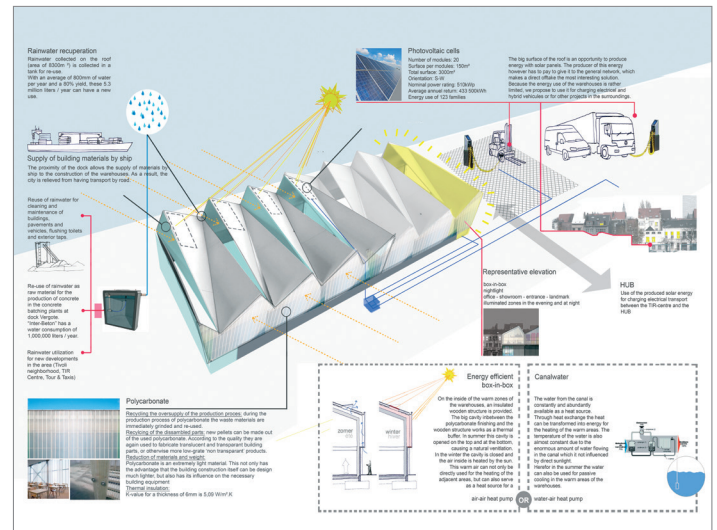 Rainwater recuperation
Rainwater collected on the roof
(area of 8300m ²) is collected in a
tank for re-use.
With an average of 800mm of water
per year and a 80% yield, these 5.3
million liters / year can have a new
use.
Supply of building materials by ship
The proximity of the dock allows the supply of materials by
ship to the construction of the warehouses. As a result, the
city is relieved from having transport by road.
Reuse of rainwater for
cleaning and
maintenance of
buildings,
pavements and
vehicles, flushing toilets
and exterior taps.
Re-use of rainwater as
raw material for the
production of concrete
in the concrete
batching plants at
dock Vergote.
"Inter-Beton" has a
water consumption of
1,000,000 liters / year.
Rainwater utilization
for new developments
in the area (Tivoli
neighborhood, TIR
Centre, Tour & Taxis)
Photovoltaic cells
Number of modules: 20
Surface per modules: 150m²
Total surface: 3000m²
Orientation: S-W
Nominal power rating: 510kWp
Average annual return: 433 500kWh
Energy use of 123 families
The big surface of the roof is an opportunity to produce
energy with solar panels. The producer of this energy
however has to pay to give it to the general network, which
makes a direct offtake the most interesting solution.
Because the energy use of the warehouses is rather
limited, we propose to use it for charging electrical and
hybrid vehicles or for other projects in the surroundings.
Representative elevation
box-in-box
nightlight
office - showroom - entrance - landmark
illuminated zones in the evening and at night
HUB
Use of the produced solar energy
for charging electrical transport
between the TIR-centre and the
HUB
Polycarbonate
Recycling the oversupply of the production proces: during the
production process of polycarbonate the waste materials are
immediately grinded and re-used.
Recylcing of the dissambled parts: new pellets can be made out
of the used polycarbonate. According to the quality they are
again used to fabricate translucent and transparent building
parts, or otherwise more low-grate 'non transparent' products.
Reduction of materials and weight:
Polycarbonate is an extremely light material. This not only has
the advantage that the building construction itself can be design
much lighter, but also has its influence on the necessary
building equipment
Thermal insulation:
K-value for a thickness of 6mm is 0,09 W/m².K
zomer
winter
Energy efficient
box-in-box
On the inside of the warm zones of
the warehouses, an insulated
wooden structure is provided.
The big cavity inbetween the
polycarbonate finishing and the
wooden structure works as a thermal
buffer. In summer this cavity is
opened on the top and at the bottom,
causing a natural ventilation.
In the winter the cavity is closed and
the air inside is heated by the sun.
This warm air can not only be
directly used for the heating of the
adjacent areas, but can also serve
as a heat source for a
air-air heat pump
OR
Canalwater
The water from the canal is
constantly and abundantly
available as a heat source.
Through heat exchange the heat
can be transformed into energy for
the heating of the warm areas. The
temperature of the water is also
almost constant due to the
enormous amount of water flowing
in the canal which it not influenced
by direct sunlight.
Herefor in the summer the water
can also be used for passive
cooling in the warm areas of the
warehouses.
water-air heat pump